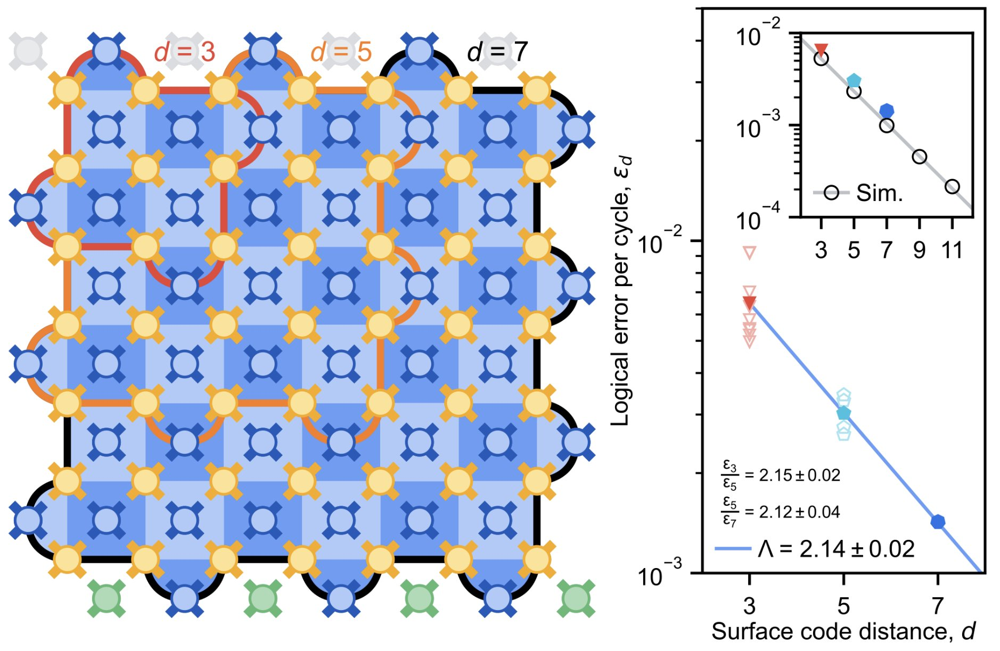 d = 3
d = 5
d = 7
Logical error per cycle, εd
10⁻²
10⁻³
10⁻²
10⁻³
10⁻⁴
3 5 7 9 11
Sim.
ε₃/ε₅ = 2.15 ± 0.02
ε₅/ε₇ = 2.12 ± 0.04
Λ = 2.14 ± 0.02
3 5 7
Surface code distance, d